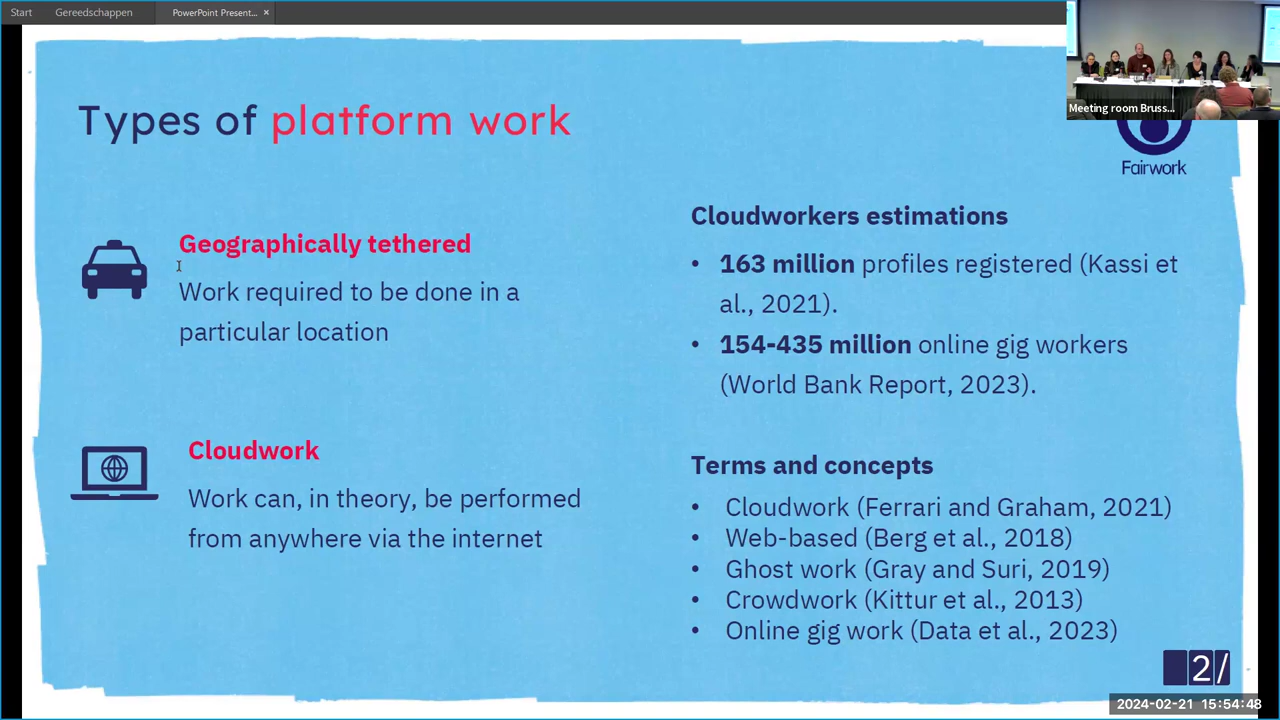 Start Gereedschappen PowerPoint Present... ×
Meeting room Bruss...
Fairwork
Types of platform work
Geographically tethered
Work required to be done in a
particular location
Cloudwork
Work can, in theory, be performed
from anywhere via the internet
Cloudworkers estimations
• 163 million profiles registered (Kassi et
al., 2021).
• 154-435 million online gig workers
(World Bank Report, 2023).
Terms and concepts
• Cloudwork (Ferrari and Graham, 2021)
• Web-based (Berg et al., 2018)
• Ghost work (Gray and Suri, 2019)
• Crowdwork (Kittur et al., 2013)
• Online gig work (Data et al., 2023)
2/
2024-02-21 15:54:48